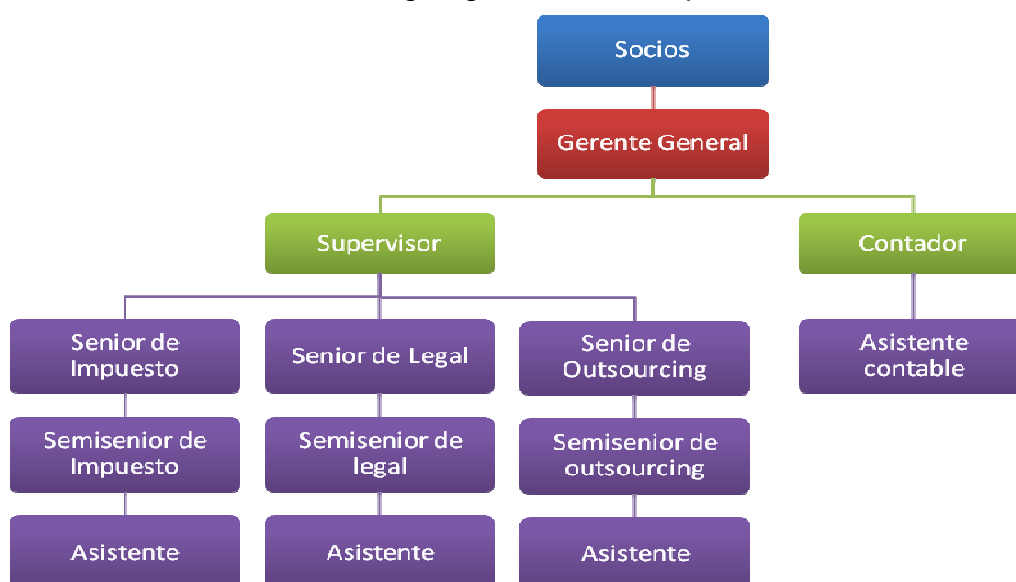 Socios
Gerente General
Supervisor
Contador
Senior de
Impuesto
Senior de Legal
Senior de
Outsourcing
Asistente
contable
Semisenior de
Impuesto
Semisenior de
legal
Semisenior de
outsourcing
Asistente
Asistente
Asistente